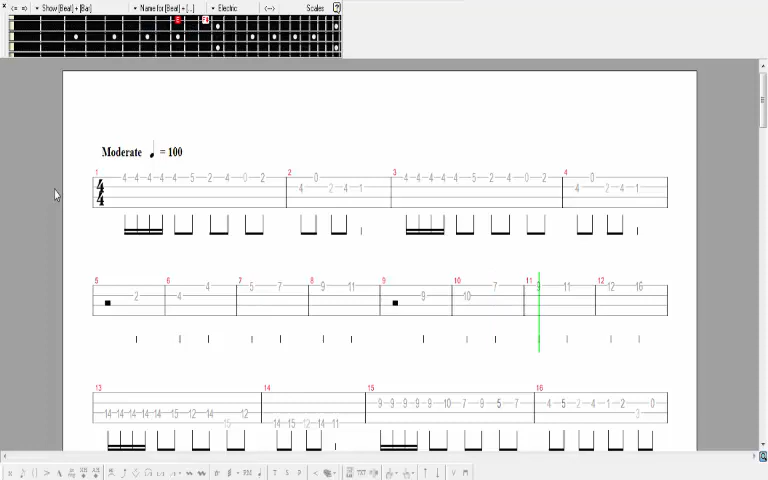 x <= =) ▾ Show [Beat] + [Bar] ▾ Name for [Beat] + [...] ▾ Electric (---) Scales ?
E F#
Moderate ♩ = 100
1 2 3 4
4 4 4 4 4 4 5 2 4 0 2 4 0 2 4 1 4 4 4 4 4 5 2 4 0 2 4 0 2 4 1
5 6 7 8 9 10 11 12
2 4 4 5 7 9 11 9 10 7 9 11 12 16
13 14 15 16
14 14 14 14 14 15 12 14 15 12 14 15 12 14 11 9 9 9 9 9 10 7 9 5 7 4 5 2 4 1 2 3 0